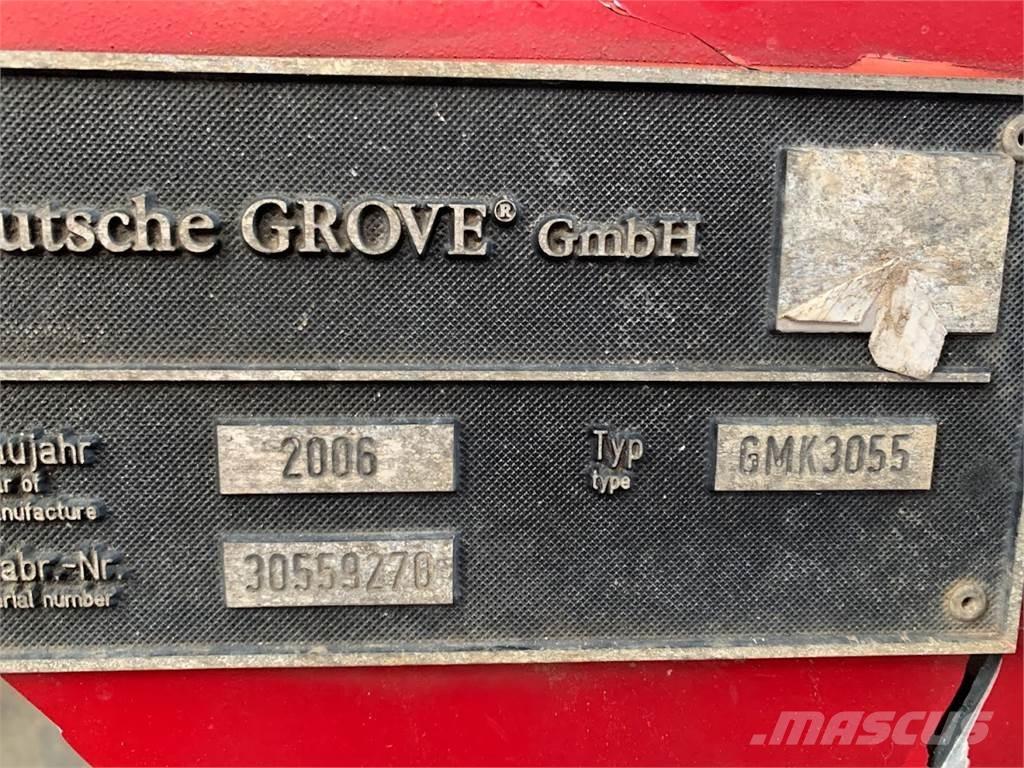 utsche GROVE® GmbH
ujahr 2006 Typ GMK3055
ar of type
nufacture
abr.-Nr. 30559270
rial number
MASCUS